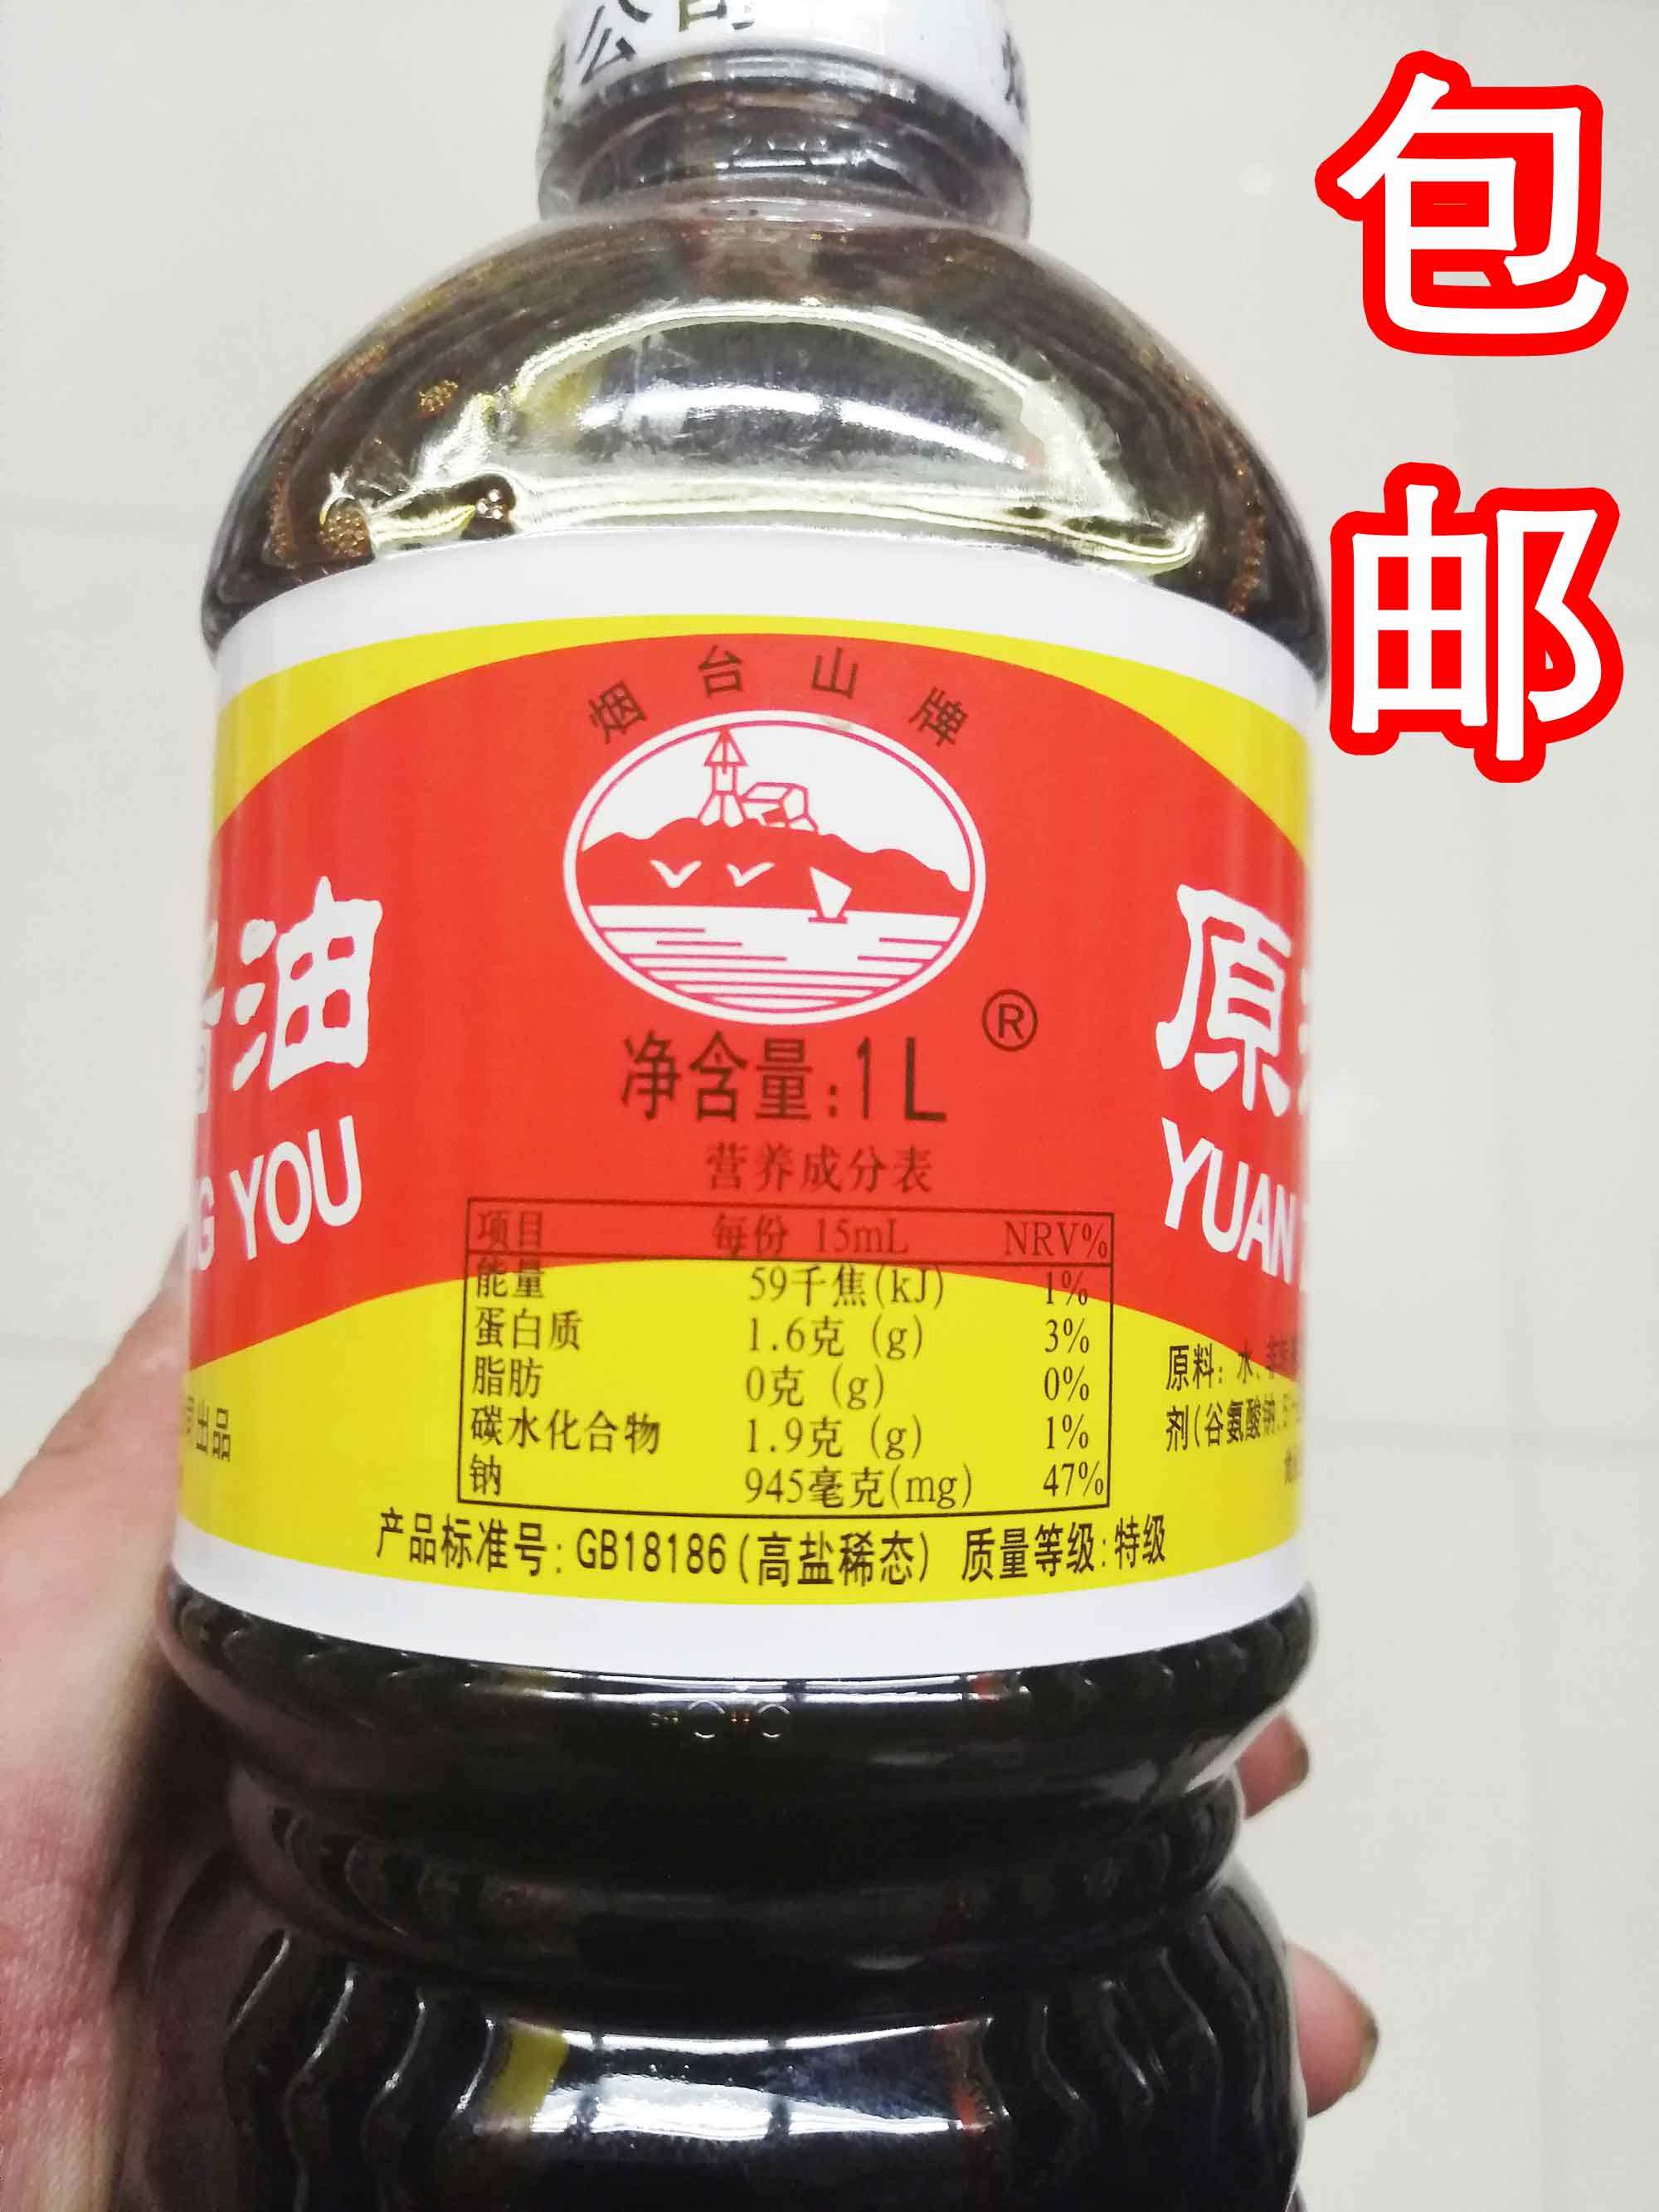 公司
包
邮
烟台山牌
油
原
®
YOU
YUAN
净含量:1L
营养成分表
项目 每份 15mL NRV%
能量 59千焦(kJ) 1%
蛋白质 1.6克 (g) 3%
脂肪 0克 (g) 0%
碳水化合物 1.9克 (g) 1%
钠 945毫克(mg) 47%
原料: 水、
剂(谷氨酸钠、
出品
产品标准号: GB18186(高盐稀态) 质量等级:特级